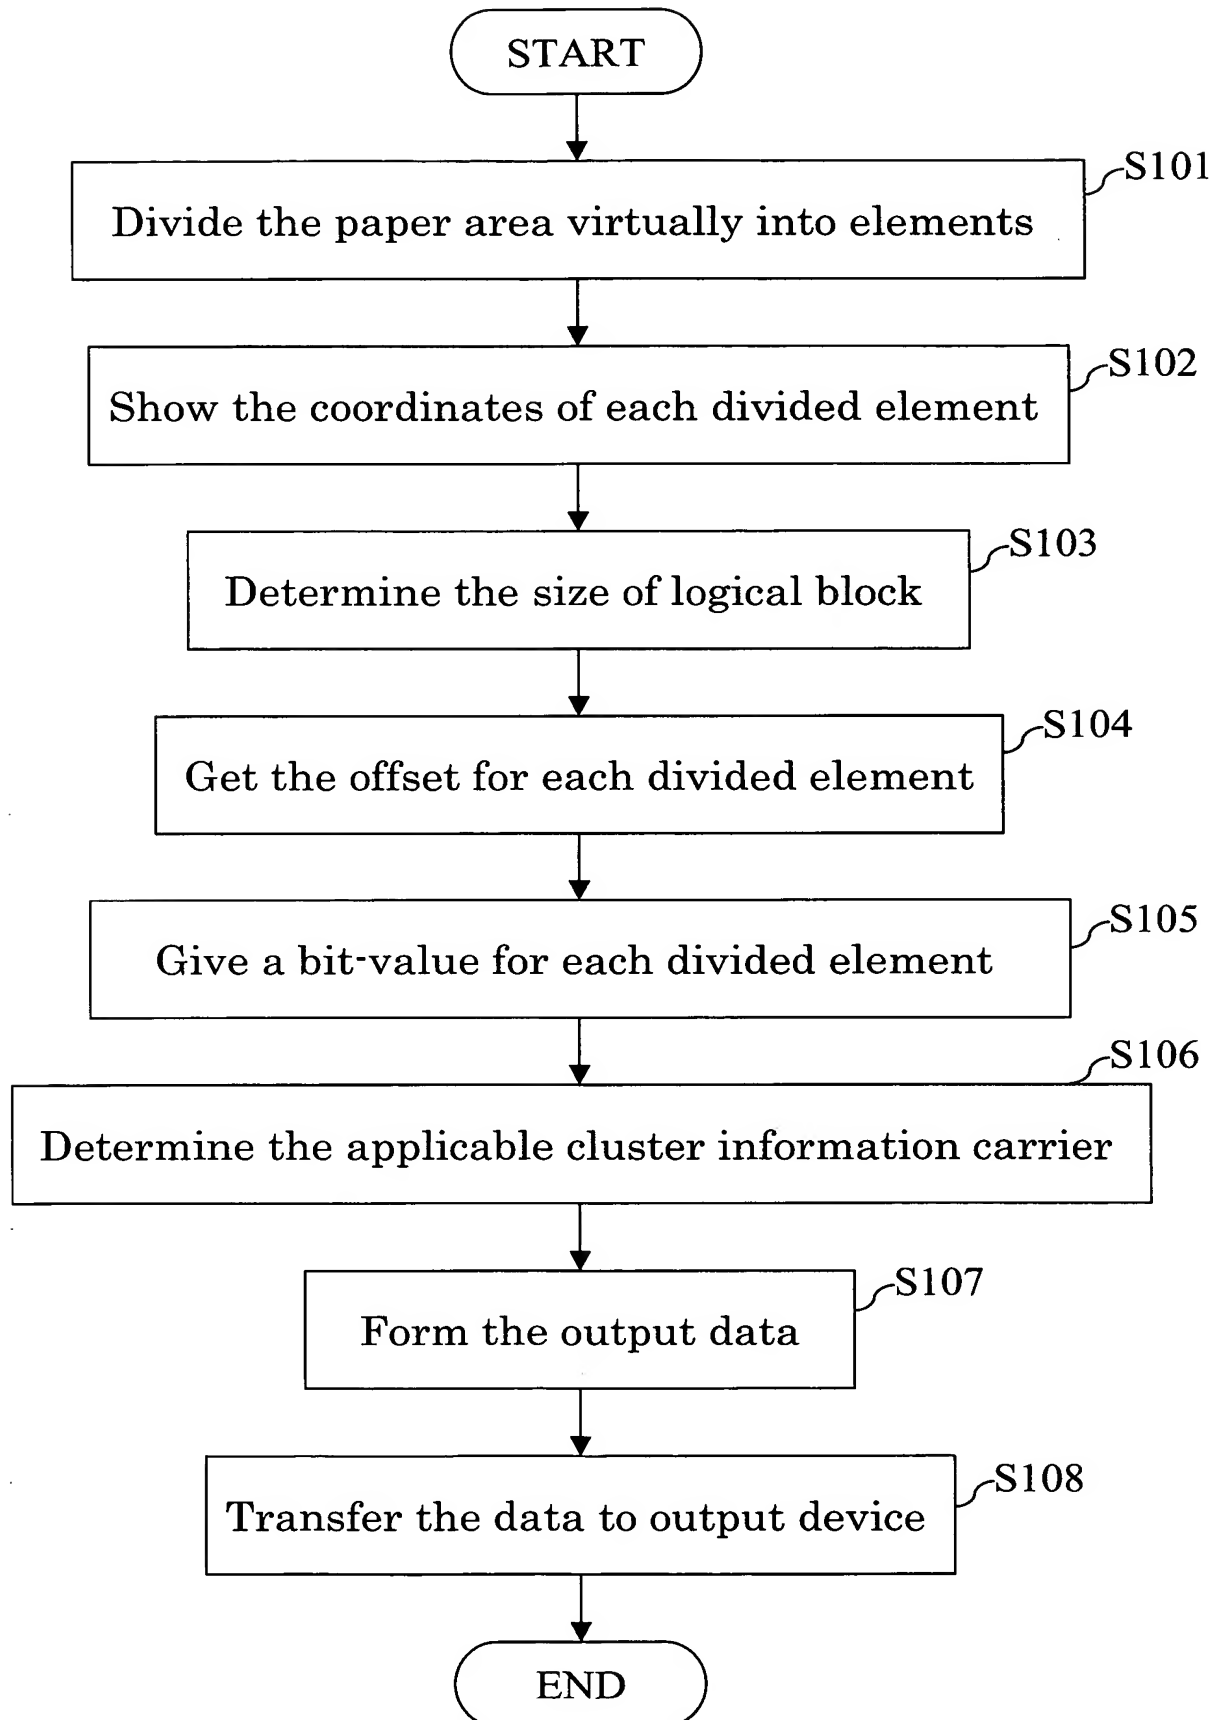 START
S101
Divide the paper area virtually into elements
S102
Show the coordinates of each divided element
S103
Determine the size of logical block
S104
Get the offset for each divided element
S105
Give a bit-value for each divided element
S106
Determine the applicable cluster information carrier
S107
Form the output data
S108
Transfer the data to output device
END